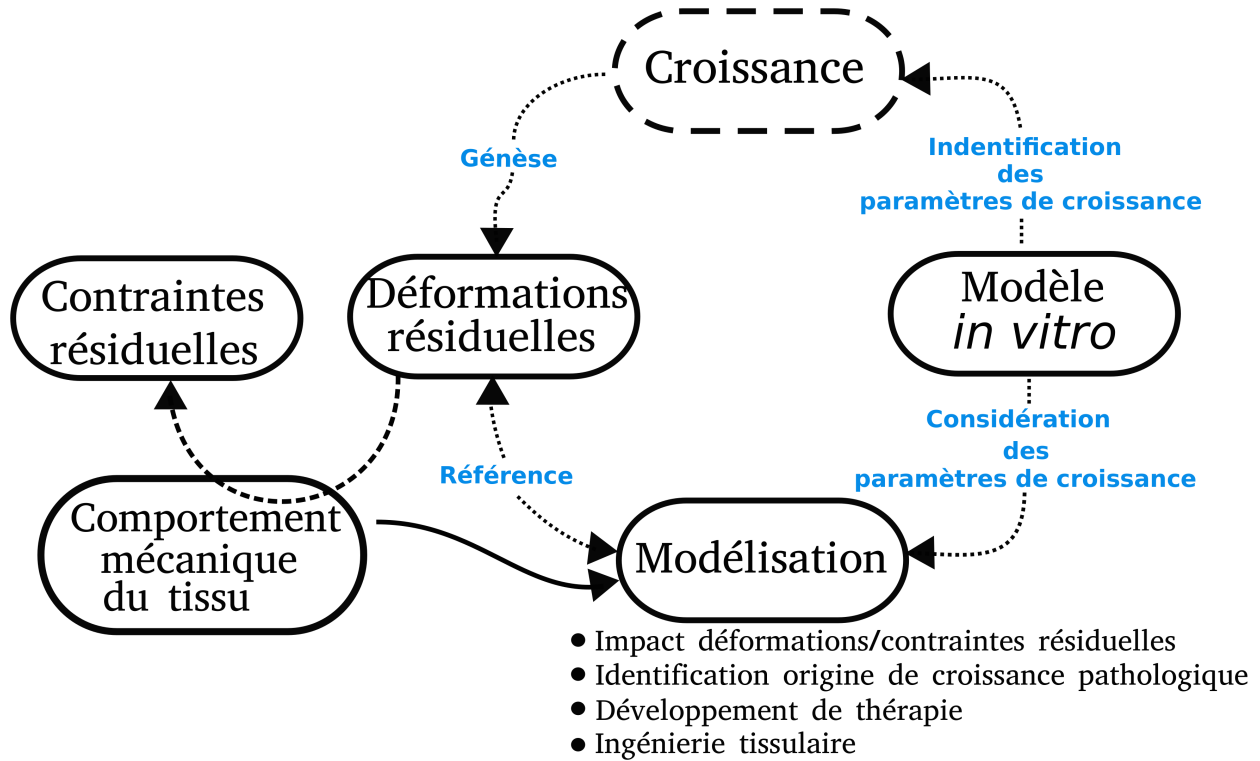 Croissance
Génèse
Indentification
des
paramètres de croissance
Contraintes
résiduelles
Déformations
résiduelles
Modèle
in vitro
Considération
des
paramètres de croissance
Référence
Comportement
mécanique
du tissu
Modélisation
• Impact déformations/contraintes résiduelles
• Identification origine de croissance pathologique
• Développement de thérapie
• Ingénierie tissulaire